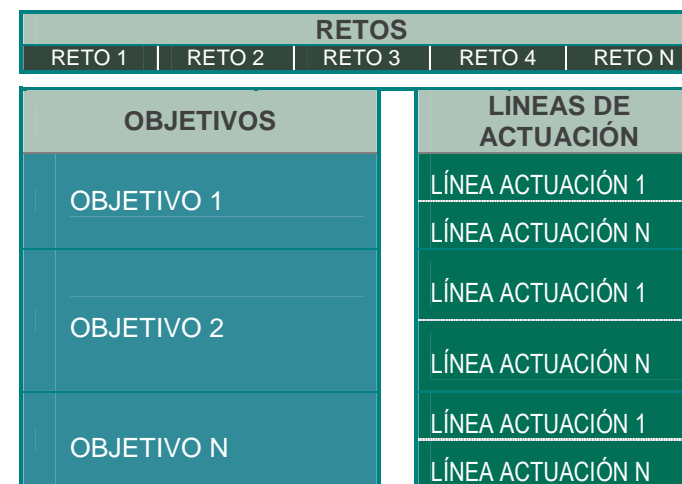 RETOS
RETO 1 RETO 2 RETO 3 RETO 4 RETO N
OBJETIVOS
OBJETIVO 1
OBJETIVO 2
OBJETIVO N
LINEAS DE
ACTUACIÓN
LÍNEA ACTUACIÓN 1
LÍNEA ACTUACIÓN N
LÍNEA ACTUACIÓN 1
LÍNEA ACTUACIÓN N
LÍNEA ACTUACIÓN 1
LÍNEA ACTUACIÓN N